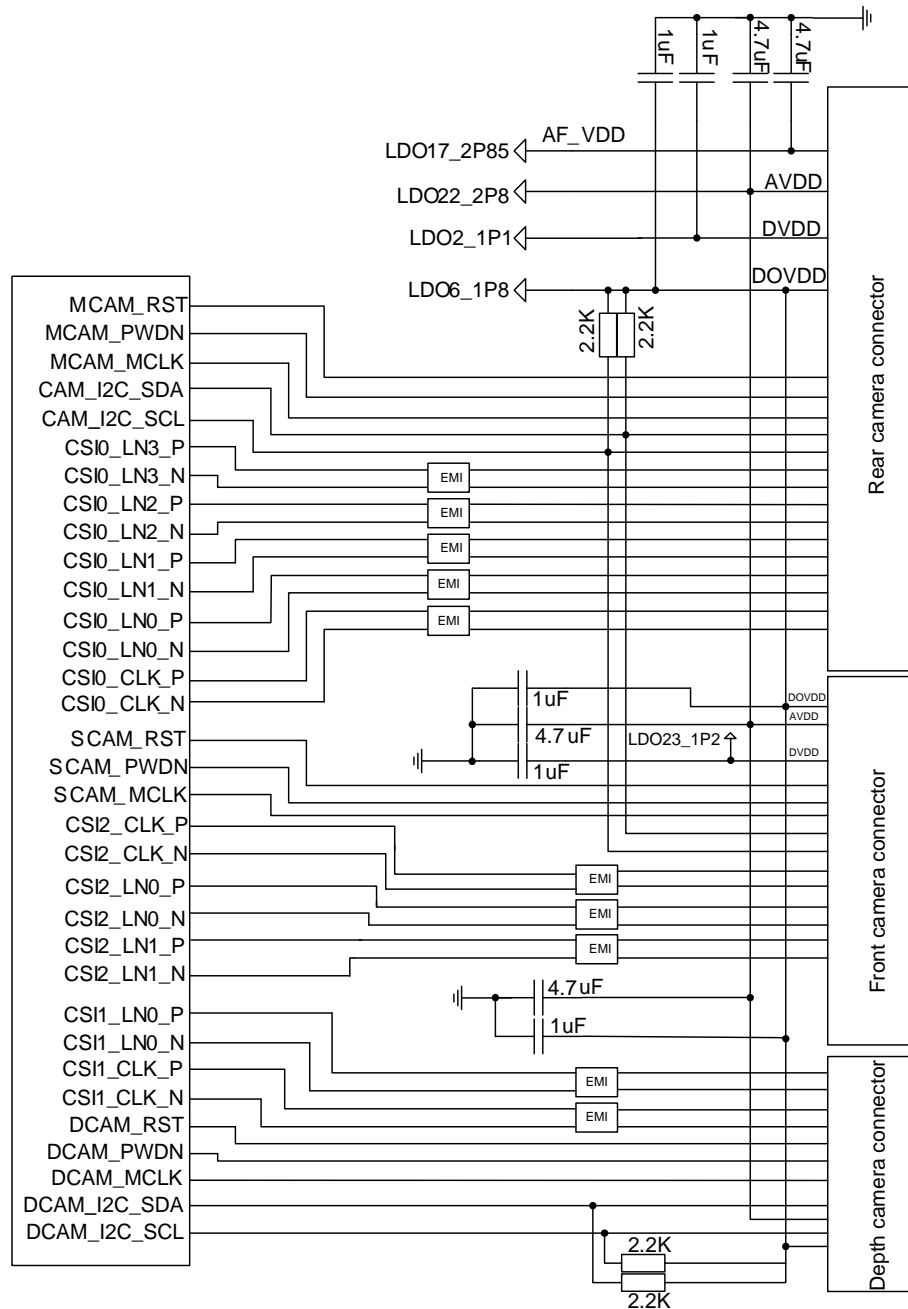 1uF
1uF
4.7uF
4.7uF
LDO17_2P85
AF_VDD
LDO22_2P8
AVDD
LDO2_1P1
DVDD
LDO6_1P8
DOVDD
2.2K
2.2K
Rear camera connector
MCAM_RST
MCAM_PWDN
MCAM_MCLK
CAM_I2C_SDA
CAM_I2C_SCL
CSI0_LN3_P
CSI0_LN3_N
CSI0_LN2_P
CSI0_LN2_N
CSI0_LN1_P
CSI0_LN1_N
CSI0_LN0_P
CSI0_LN0_N
CSI0_CLK_P
CSI0_CLK_N
EMI
EMI
EMI
EMI
EMI
1uF
4.7uF
1uF
LDO23_1P2
DOVDD
AVDD
DVDD
Front camera connector
SCAM_RST
SCAM_PWDN
SCAM_MCLK
CSI2_CLK_P
CSI2_CLK_N
CSI2_LN0_P
CSI2_LN0_N
CSI2_LN1_P
CSI2_LN1_N
EMI
EMI
EMI
4.7uF
1uF
CSI1_LN0_P
CSI1_LN0_N
CSI1_CLK_P
CSI1_CLK_N
DCAM_RST
DCAM_PWDN
DCAM_MCLK
DCAM_I2C_SDA
DCAM_I2C_SCL
EMI
EMI
Depth camera connector
2.2K
2.2K